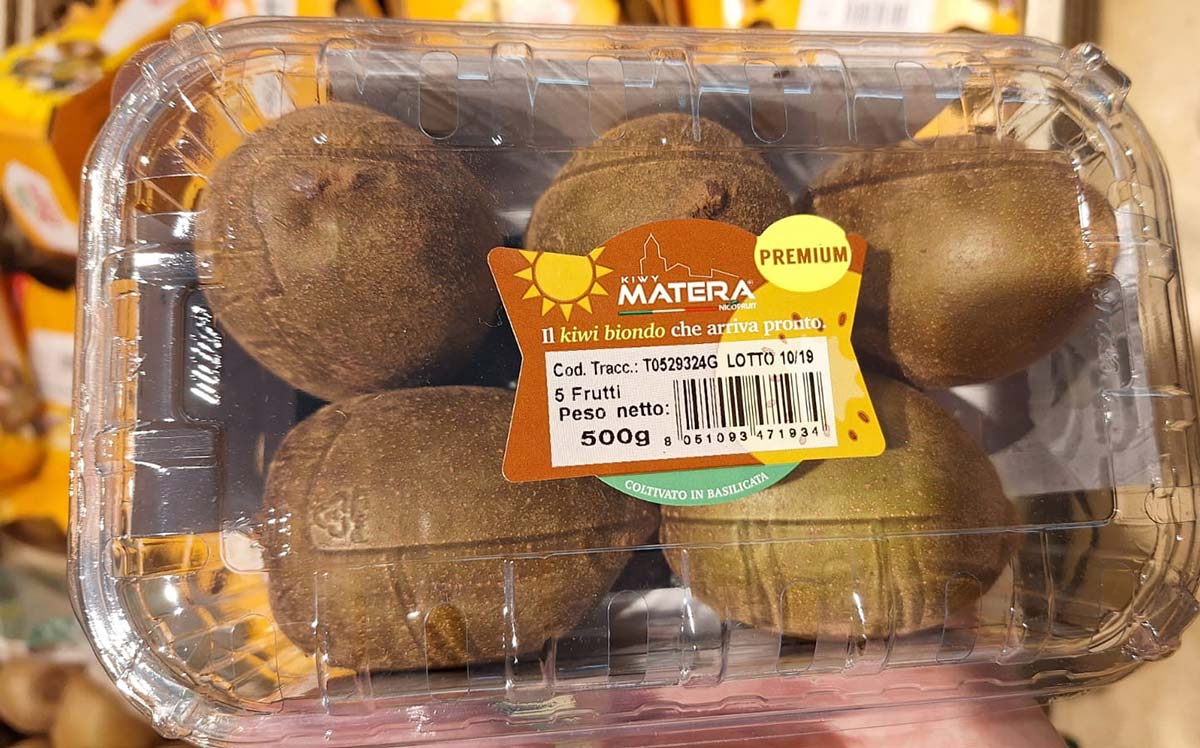 PREMIUM
KIWY
MATERA®
NICOFRUIT
Il kiwi biondo che arriva pronto.
Cod. Tracc.: T0529324G LOTTO 10/19
5 Frutti
Peso netto:
500g
8 051093 471934
COLTIVATO IN BASILICATA